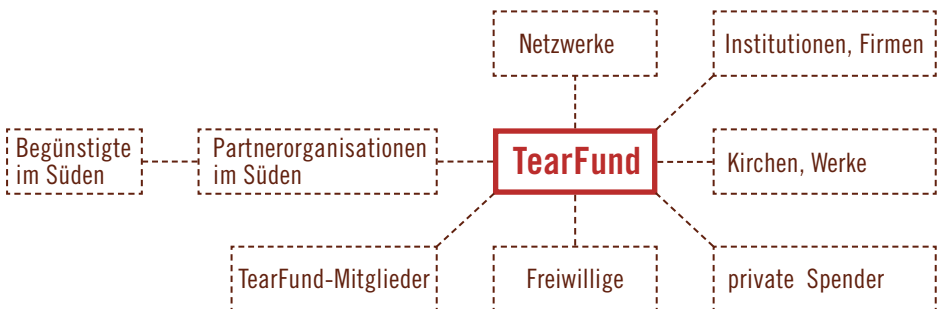 Netzwerke
Institutionen, Firmen
Begünstigte
im Süden
Partnerorganisationen
im Süden
TearFund
Kirchen, Werke
TearFund-Mitglieder
Freiwillige
private Spender